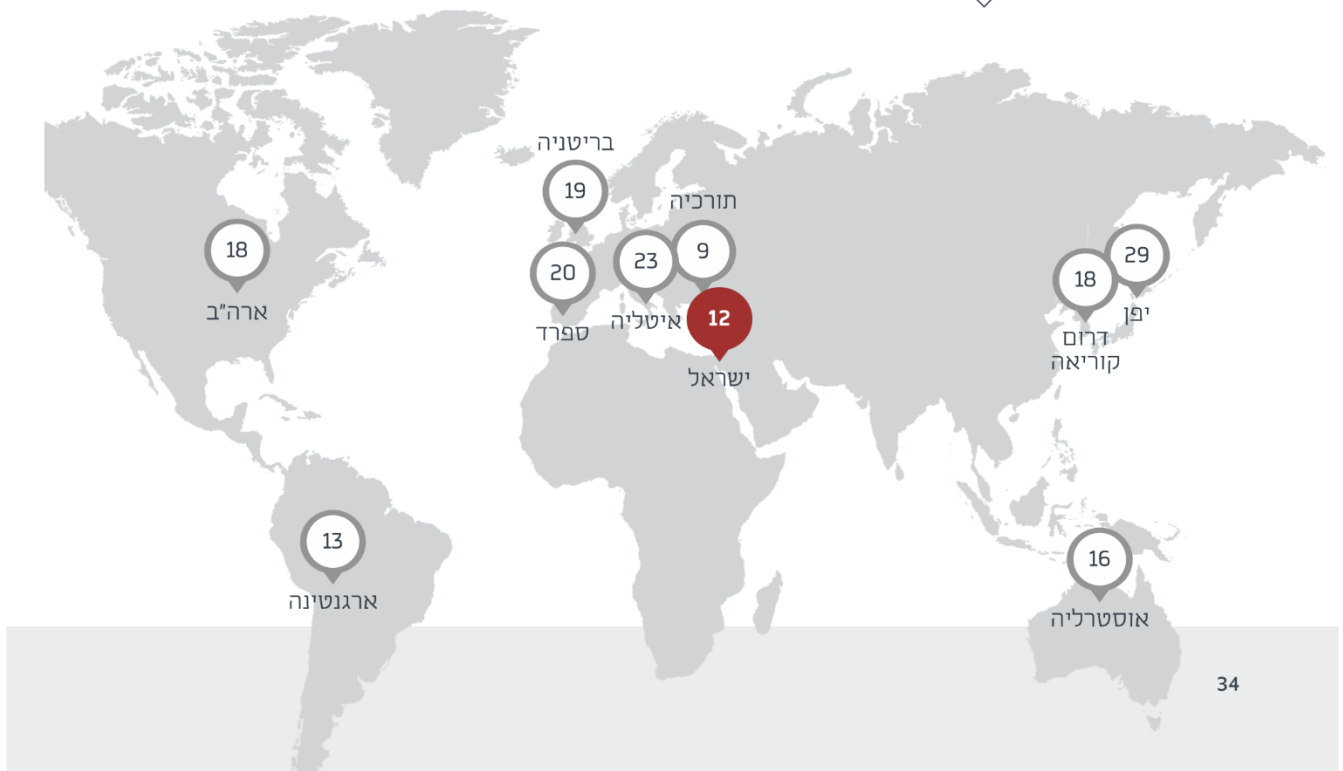 בריטניה
19
תורכיה
9
18
ארה"ב
20
ספרד
23
איטליה
12
ישראל
29
יפן
18
דרום
קוריאה
13
ארגנטינה
16
אוסטרליה
34